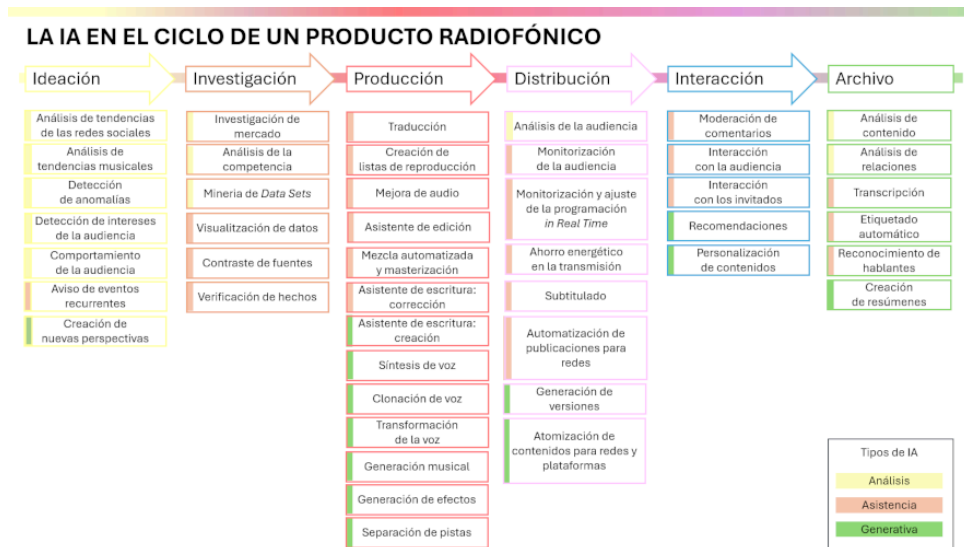 LA IA EN EL CICLO DE UN PRODUCTO RADIOFÓNICO
Ideación
Análisis de tendencias
de las redes sociales
Análisis de
tendencias musicales
Detección
de anomalías
Detección de intereses
de la audiencia
Comportamiento
de la audiencia
Aviso de eventos
recurrentes
Creación de
nuevas perspectivas
Investigación
Investigación de
mercado
Análisis de la
competencia
Mineria de Data Sets
Visualitzación de datos
Contraste de fuentes
Verificación de hechos
Producción
Traducción
Creación de
listas de reproducción
Mejora de audio
Asistente de edición
Mezcla automatizada
y masterización
Asistente de escritura:
corrección
Asistente de escritura:
creación
Síntesis de voz
Clonación de voz
Transformación
de la voz
Generación musical
Generación de efectos
Separación de pistas
Distribución
Análisis de la audiencia
Monitorización
de la audiencia
Monitorización y ajuste
de la programación
in Real Time
Ahorro energético
en la transmisión
Subtitulado
Automatización de
publicaciones para
redes
Generación de
versiones
Atomización de
contenidos para redes y
plataformas
Interacción
Moderación de
comentarios
Interacción
con la audiencia
Interacción
con los invitados
Recomendaciones
Personalización
de contenidos
Archivo
Análisis de
contenido
Análisis de
relaciones
Transcripción
Etiquetado
automático
Reconocimiento de
hablantes
Creación
de resúmenes
Tipos de IA
Análisis
Asistencia
Generativa